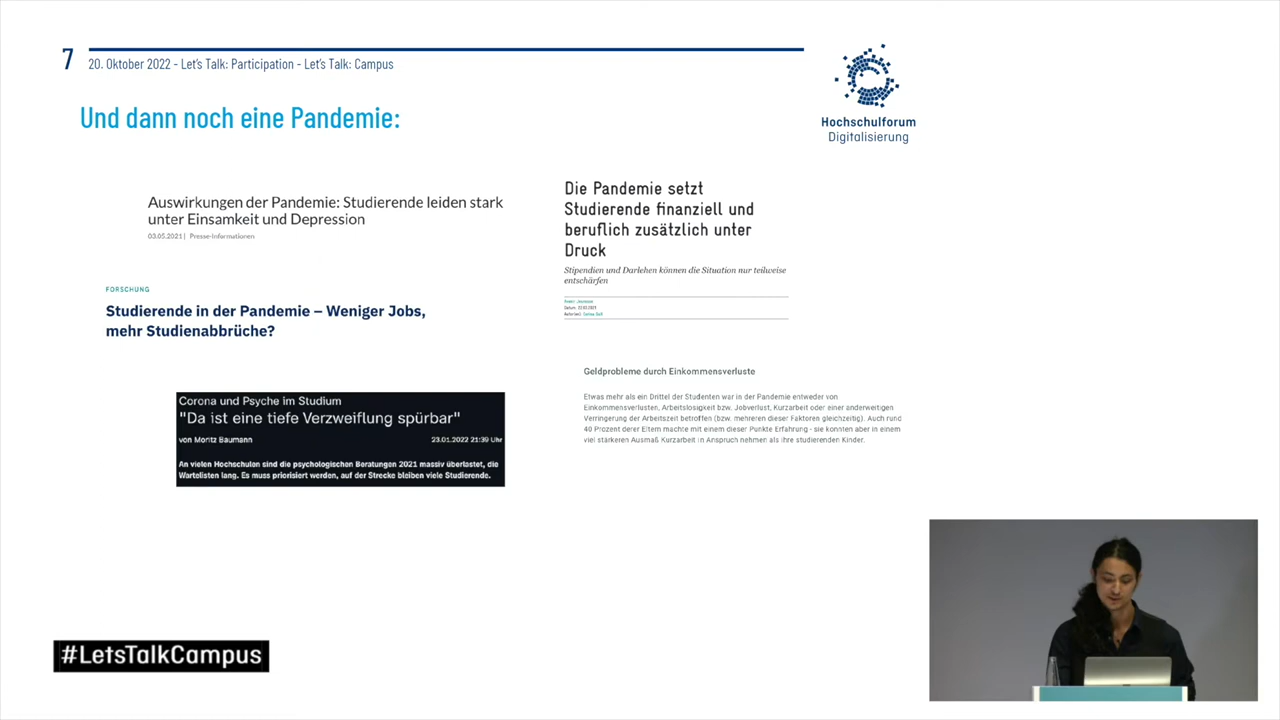 7
20. Oktober 2022 - Let's Talk: Participation - Let's Talk: Campus
Hochschulforum
Digitalisierung
Und dann noch eine Pandemie:
Auswirkungen der Pandemie: Studierende leiden stark
unter Einsamkeit und Depression
03.05.2021 | Presse-Informationen
FORSCHUNG
Studierende in der Pandemie – Weniger Jobs,
mehr Studienabbrüche?
Corona und Psyche im Studium
"Da ist eine tiefe Verzweiflung spürbar"
von Moritz Baumann
23.01.2022 21:39 Uhr
An vielen Hochschulen sind die psychologischen Beratungen 2021 massiv überlastet, die
Wartelisten lang. Es muss priorisiert werden, auf der Strecke bleiben viele Studierende.
Die Pandemie setzt
Studierende finanziell und
beruflich zusätzlich unter
Druck
Stipendien und Darlehen können die Situation nur teilweise
entschärfen
Geldprobleme durch Einkommensverluste
Etwas mehr als ein Drittel der Studenten war in der Pandemie entweder von
Einkommensverlusten, Arbeitslosigkeit bzw. Jobverlust, Kurzarbeit oder einer anderwertigen
Verringerung der Arbeitszeit betroffen (bzw. mehreren dieser Faktoren gleichzeitig). Auch rund
40 Prozent derer Eltern machte mit einem dieser Punkte Erfahrung - sie konnten aber in einem
viel stärkeren Ausmaß Kurzarbeit in Anspruch nehmen als ihre studierenden Kinder.
#LetsTalkCampus